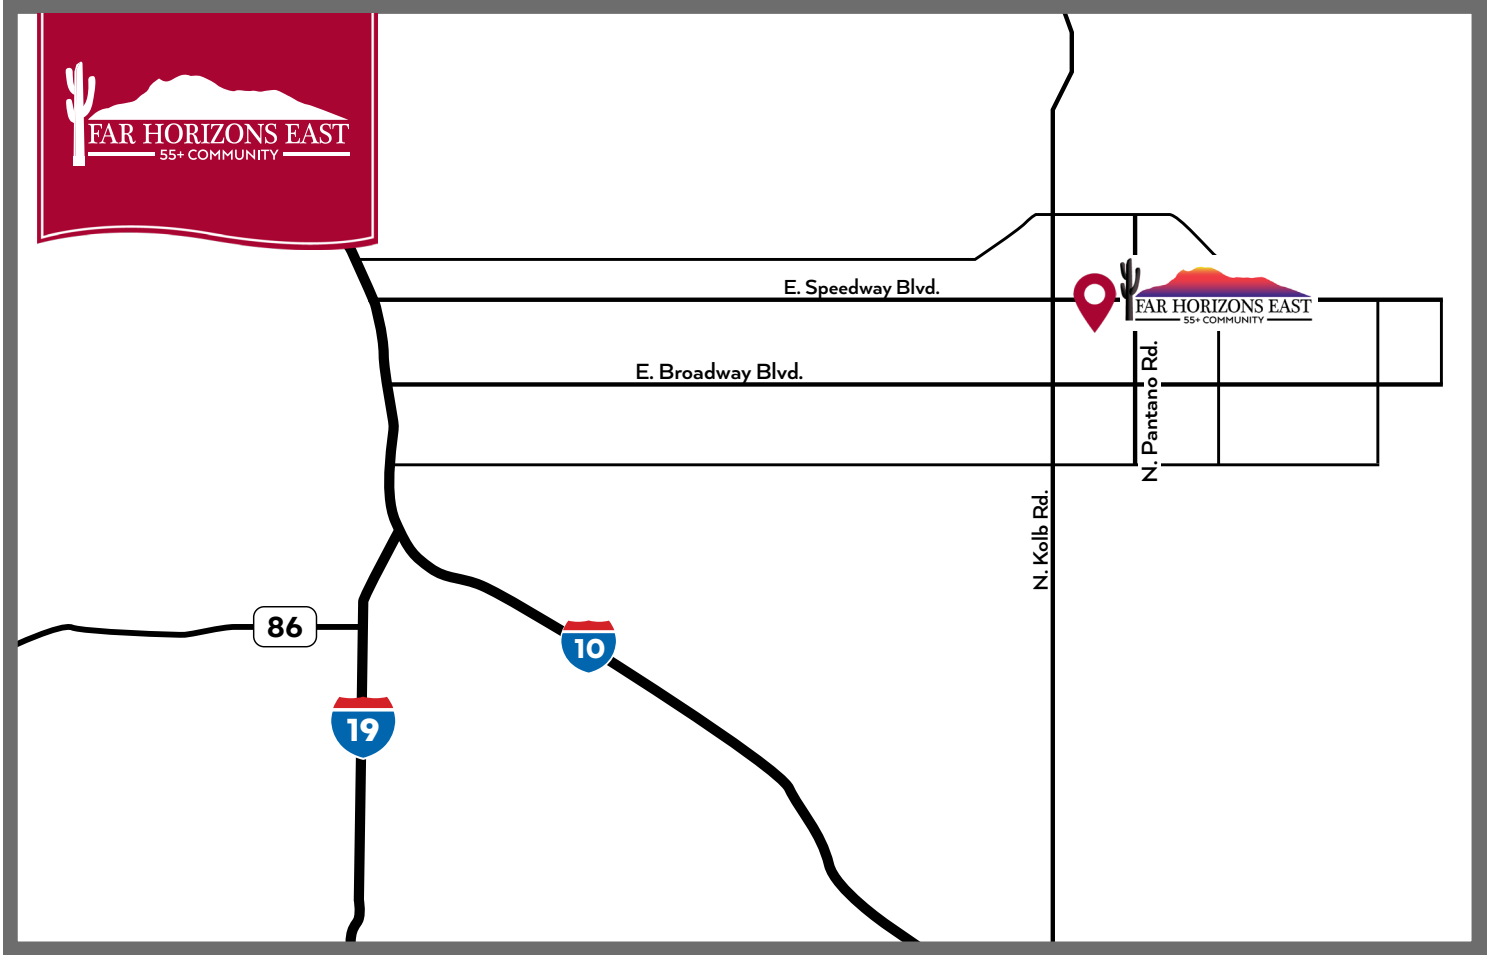 FAR HORIZONS EAST
55+ COMMUNITY
E. Speedway Blvd.
FAR HORIZONS EAST
55+ COMMUNITY
E. Broadway Blvd.
N. Pantano Rd.
N. Kolb Rd.
86
10
19